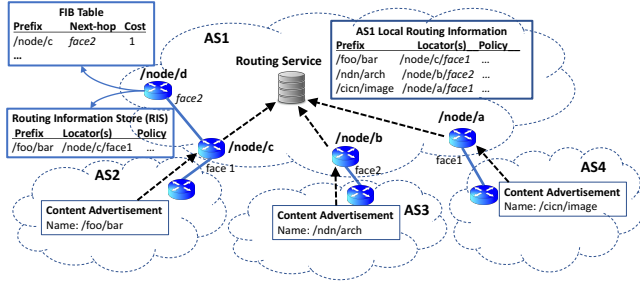 FIB Table
Prefix Next-hop Cost
/node/c face2 1
...
AS1
AS1 Local Routing Information
Prefix Locator(s) Policy
/foo/bar /node/c/face1 ...
/ndn/arch /node/b/face2 ...
/cicn/image /node/a/face1 ...
Routing Service
/node/d
face2
Routing Information Store (RIS)
Prefix Locator(s) Policy
/foo/bar /node/c/face1 ...
/node/c
/node/b
/node/a
face 1
face2
face1
AS2
AS3
AS4
Content Advertisement
Name: /foo/bar
Content Advertisement
Name: /ndn/arch
Content Advertisement
Name: /cicn/image